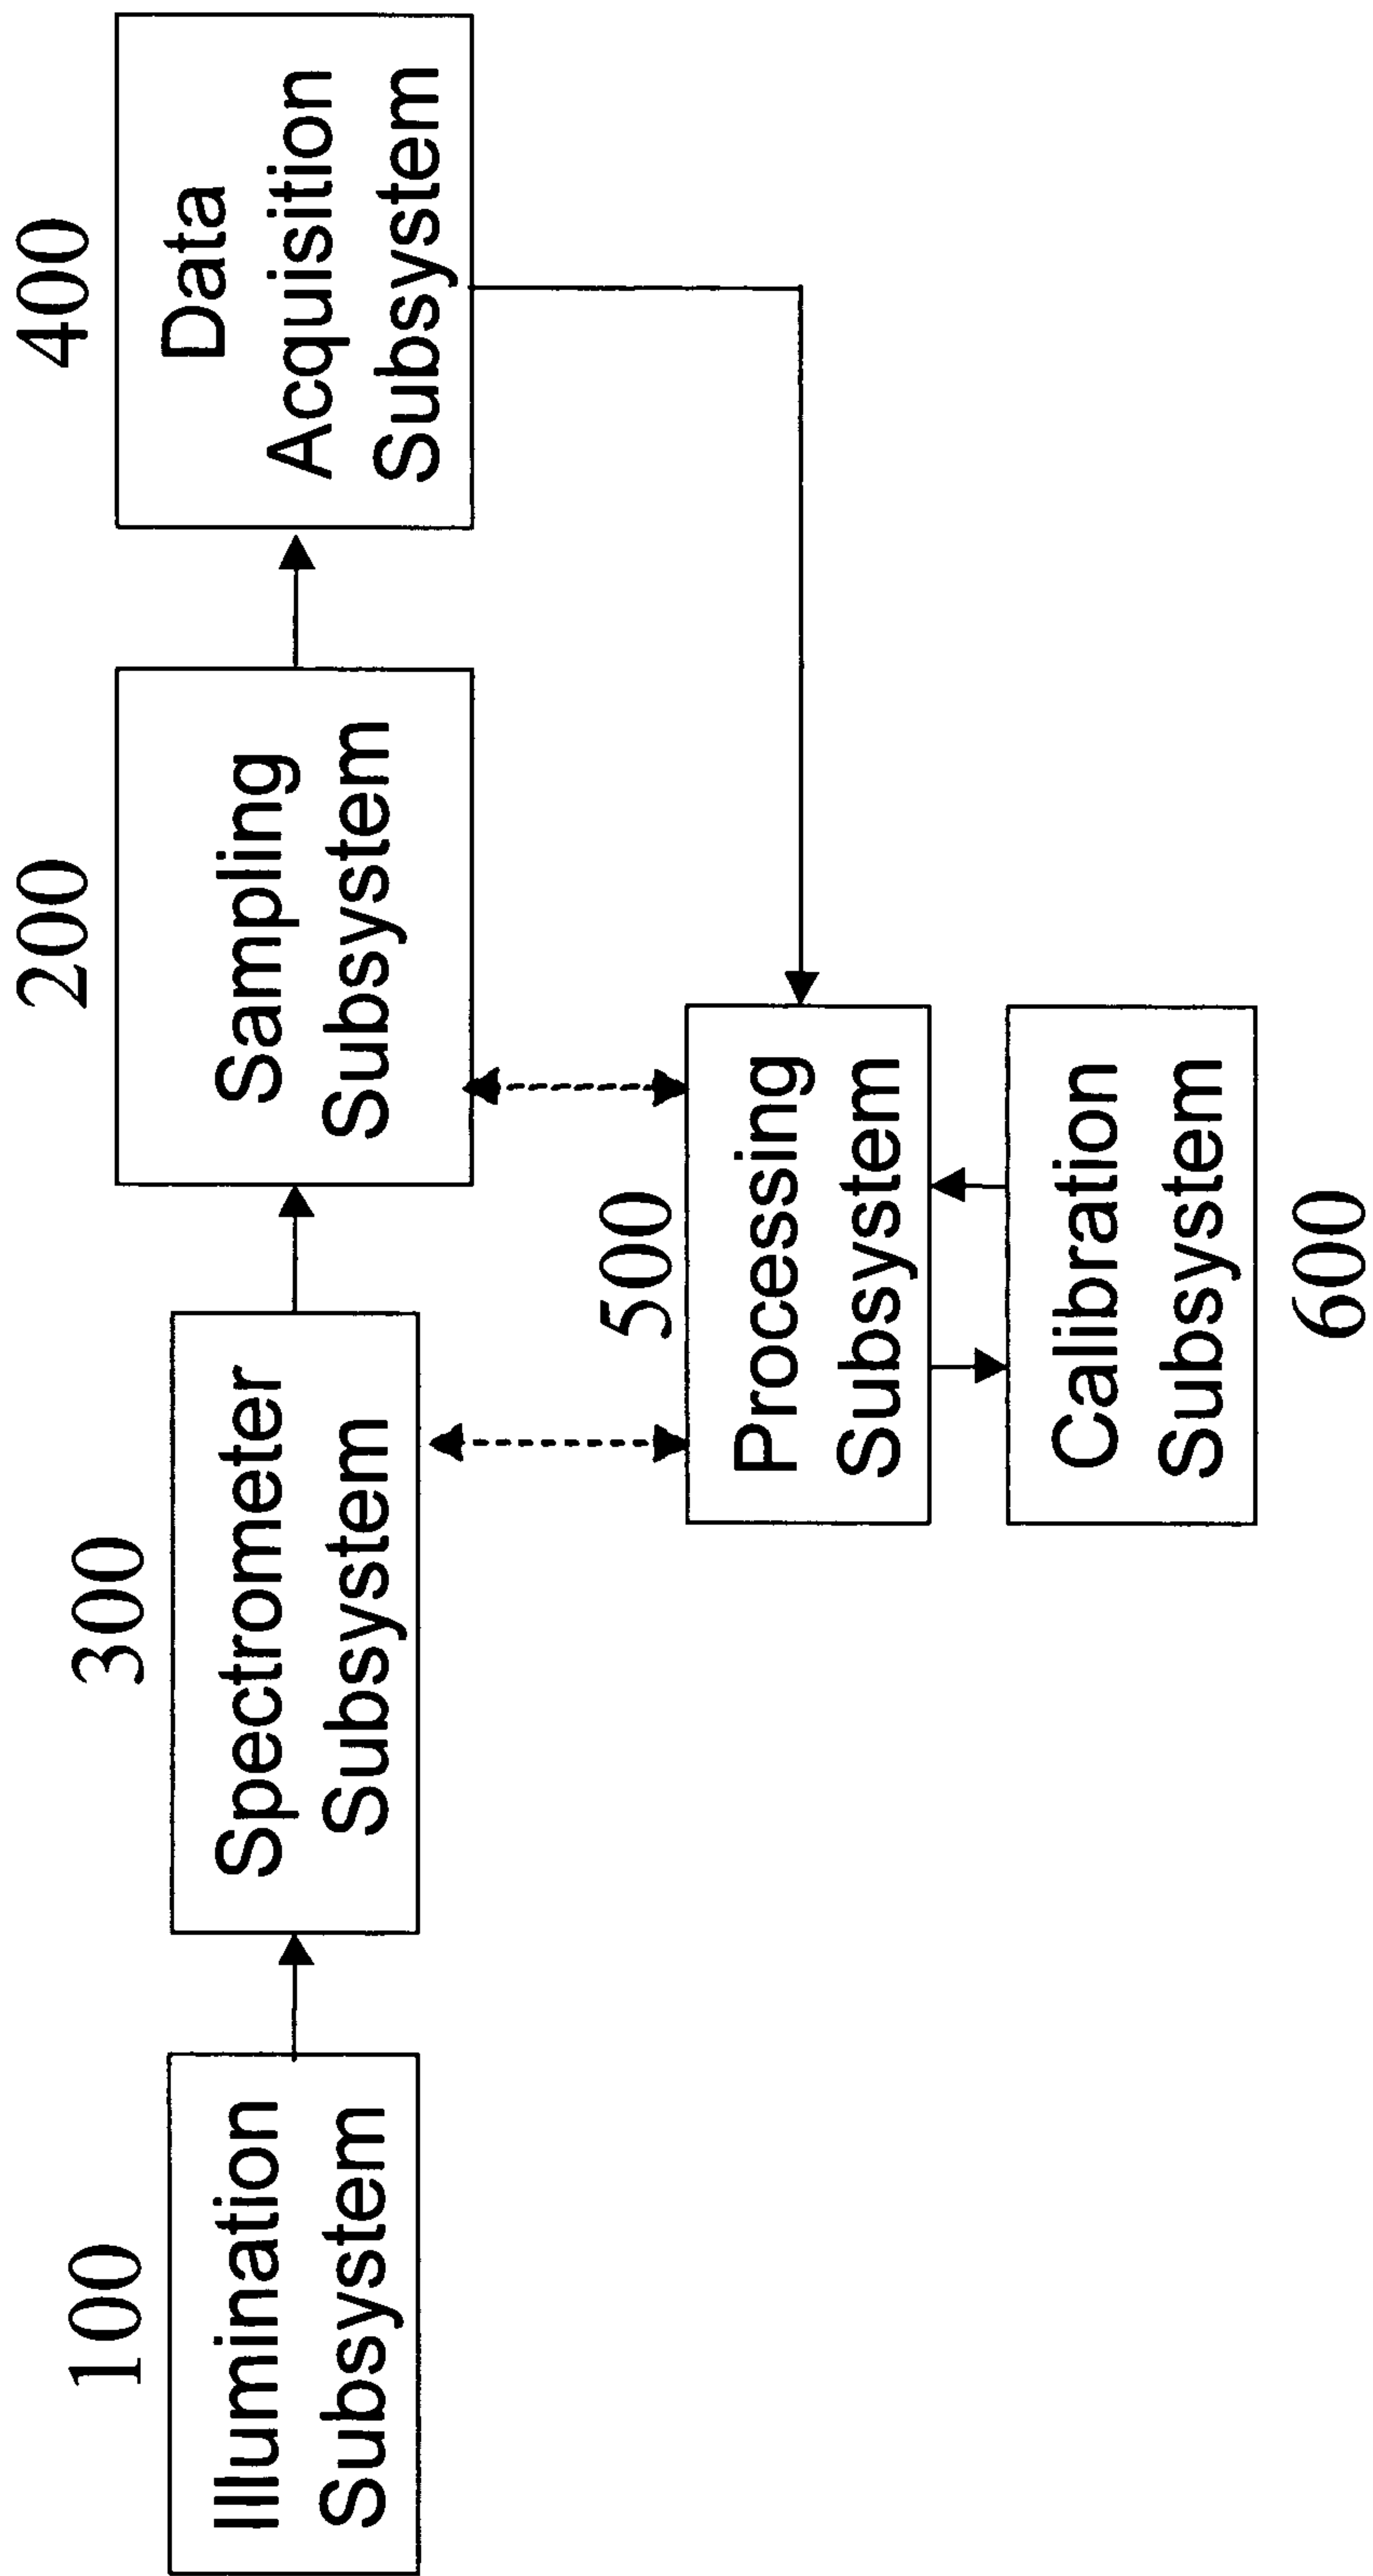 100
Illumination
Subsystem
300
Spectrometer
Subsystem
200
Sampling
Subsystem
400
Data
Acquisition
Subsystem
500
Processing
Subsystem
Calibration
Subsystem
600